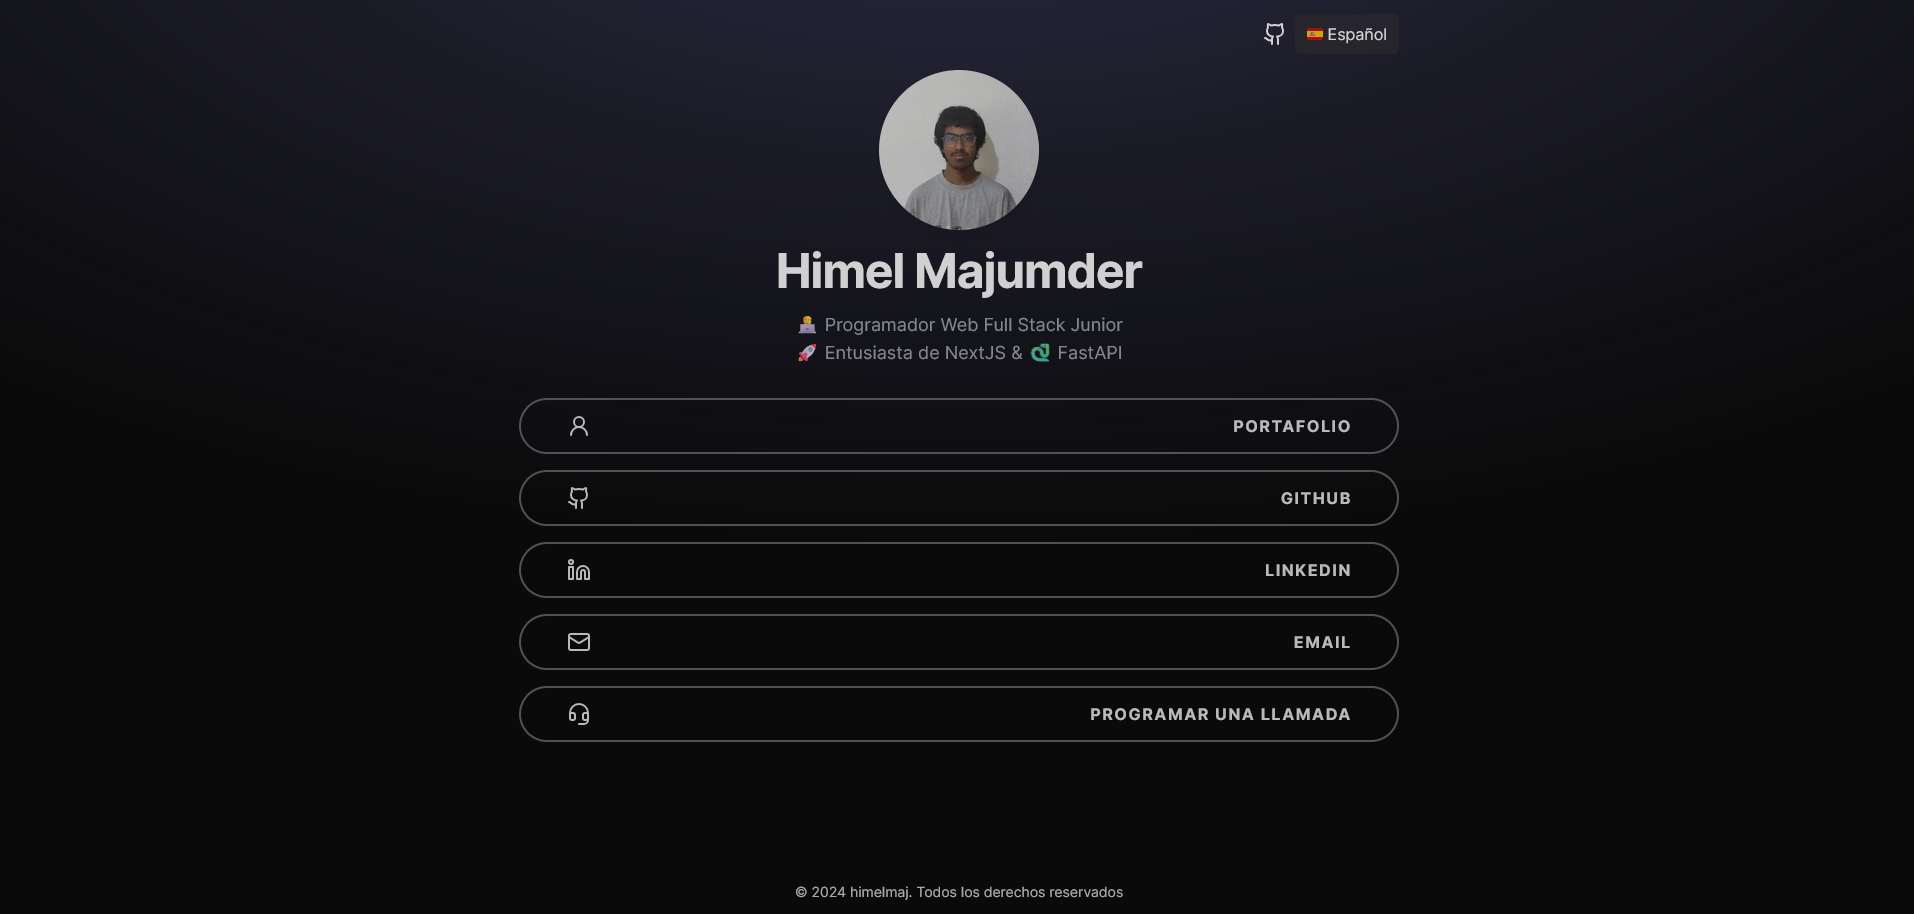 Español
Himel Majumder
Programador Web Full Stack Junior
Entusiasta de NextJS & FastAPI
PORTAFOLIO
GITHUB
LINKEDIN
EMAIL
PROGRAMAR UNA LLAMADA
© 2024 himelmaj. Todos los derechos reservados